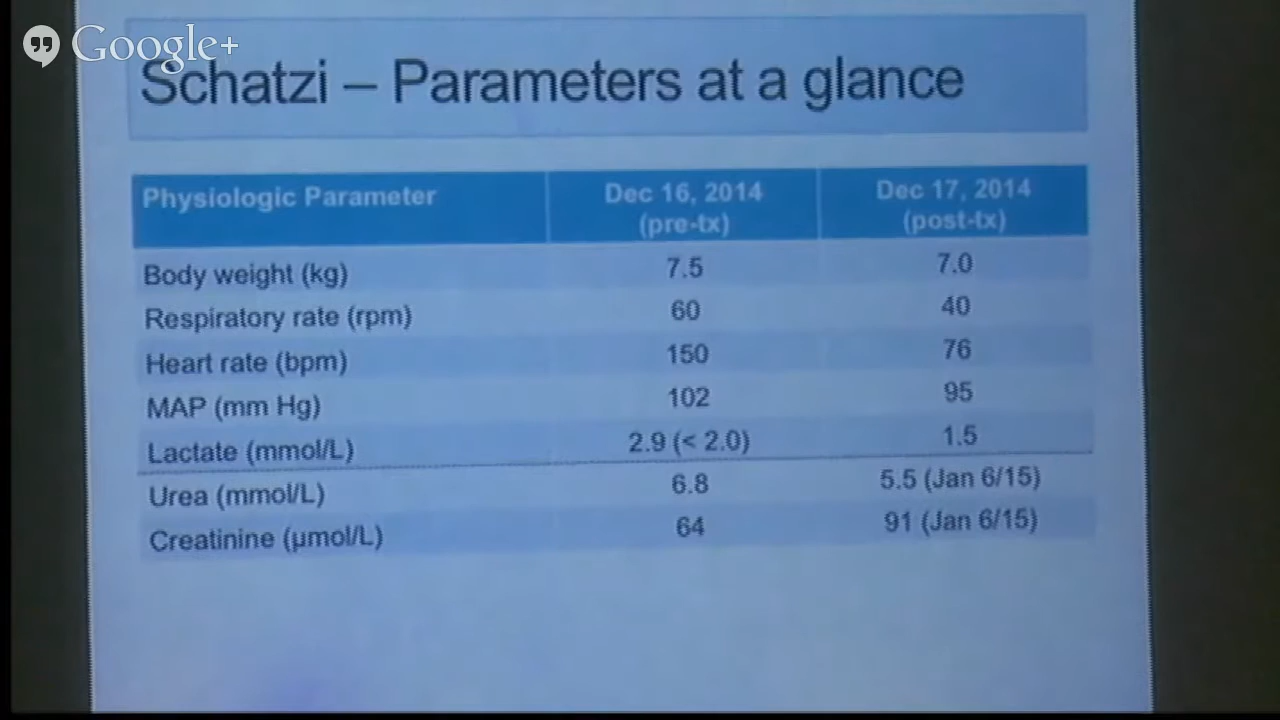 Google+
Schatzi – Parameters at a glance
Physiologic Parameter Dec 16, 2014 (pre-tx) Dec 17, 2014 (post-tx)
Body weight (kg) 7.5 7.0
Respiratory rate (rpm) 60 40
Heart rate (bpm) 150 76
MAP (mm Hg) 102 95
Lactate (mmol/L) 2.9 (< 2.0) 1.5
Urea (mmol/L) 6.8 5.5 (Jan 6/15)
Creatinine (µmol/L) 64 91 (Jan 6/15)